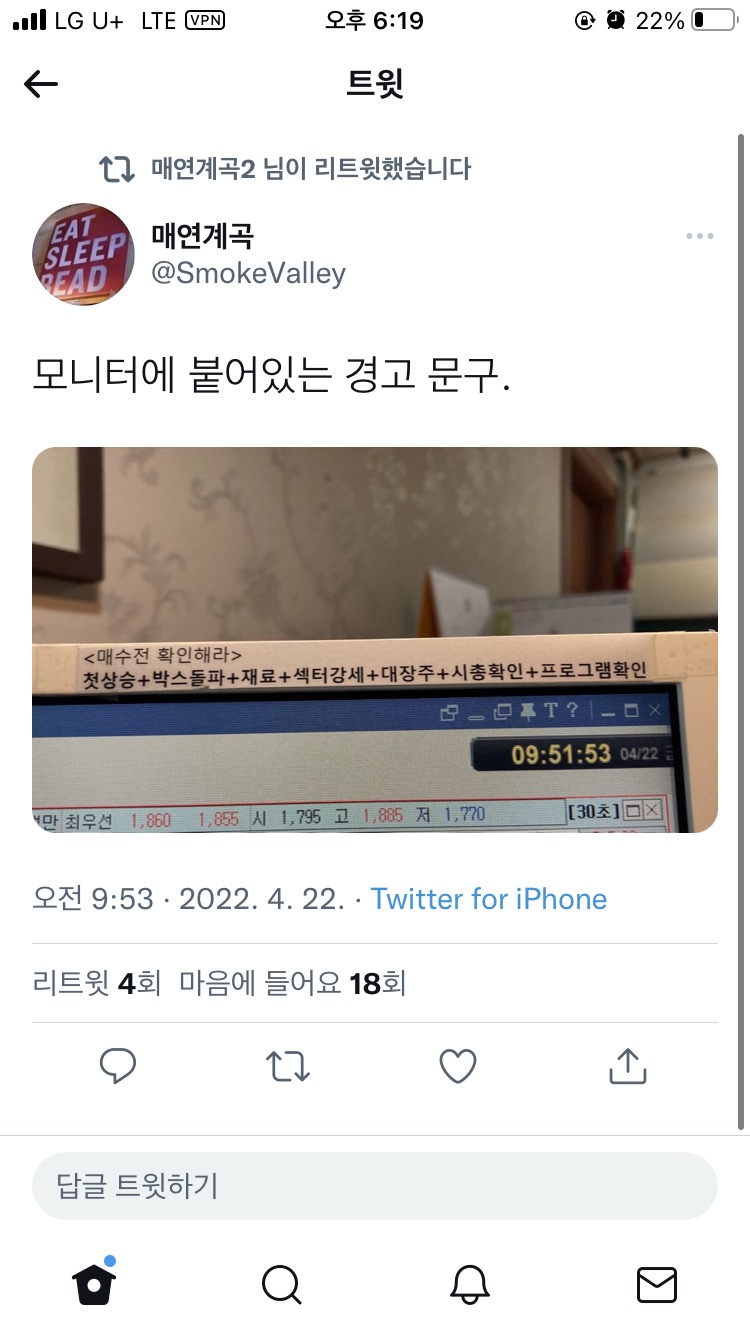 LG U+ LTE VPN 오후 6:19 22%
트윗
매연계곡2 님이 리트윗했습니다
EAT
SLEEP
READ
매연계곡
@SmokeValley
모니터에 붙어있는 경고 문구.
<매수전 확인해라>
첫상승+박스돌파+재료+섹터강세+대장주+시총확인+프로그램확인
T ?
09:51:53 04/22
만 최우선 1,860 1,855 시 1,795 고 1,885 저 1,770 [30초]
오전 9:53 · 2022. 4. 22. · Twitter for iPhone
리트윗 4회 마음에 들어요 18회
답글 트윗하기